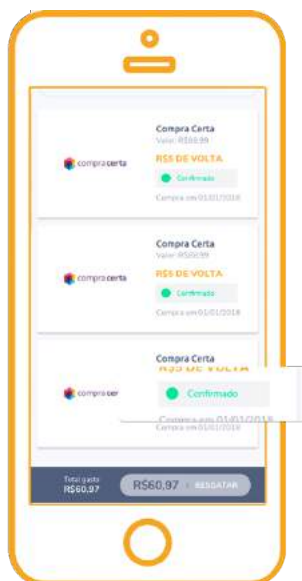 Compra Certa
Valor: R$66,99
compracerta
R$5 DE VOLTA
Confirmado
Compra em 01/01/2018
Compra Certa
Valor: R$66,99
R$5 DE VOLTA
compracerta
Confirmado
Compra em 01/01/2018
Compra Certa
R$5 DE VOLTA
compracer
Confirmado
Compra em 01/01/2018
Compra em 01/01/2018
Total gasto
R$60,97
R$60,97
RESGATAR